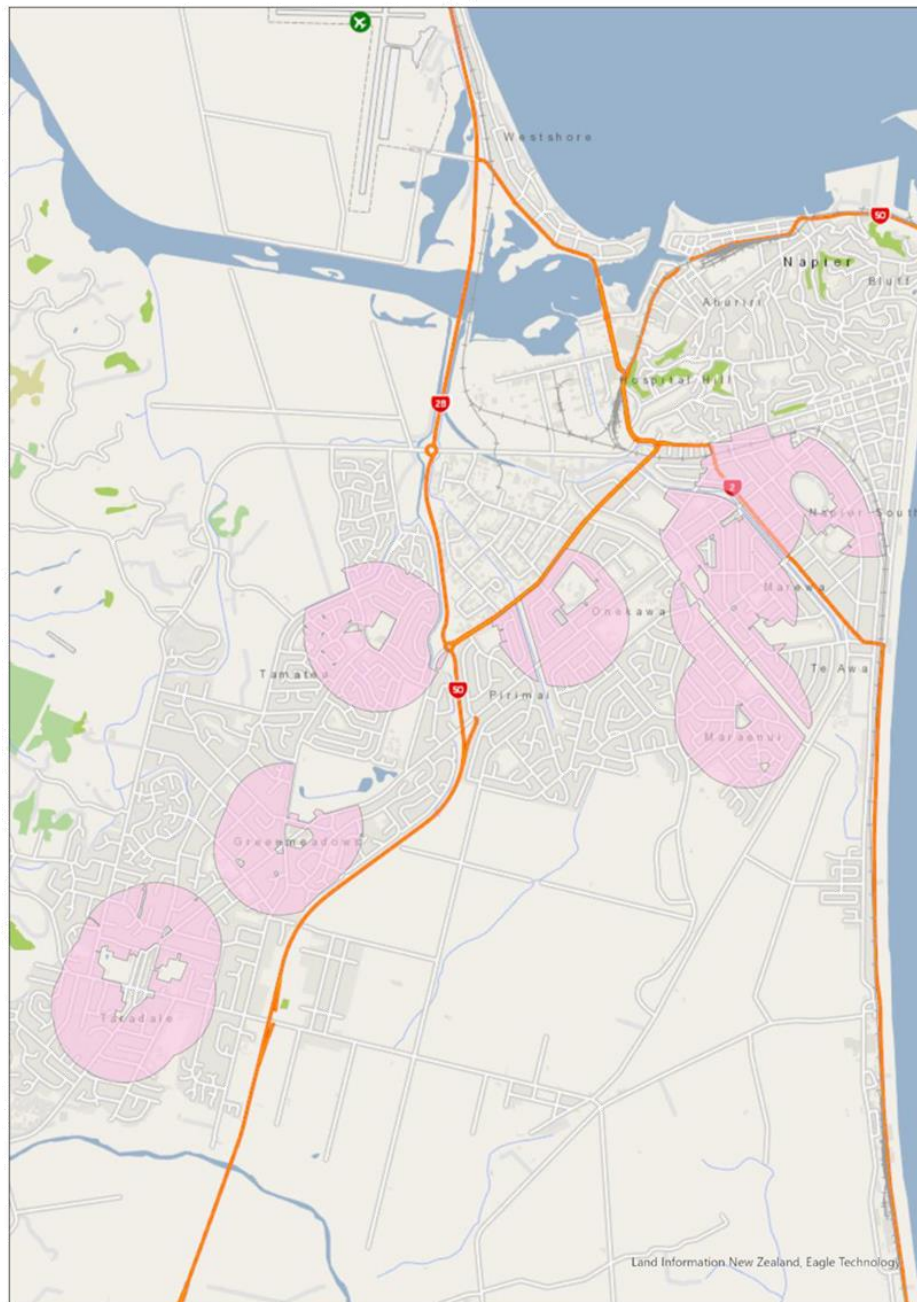 Westshore
50
Napier
Bluff
Ahuriri
Hospital Hill
2B
2
Napier South
Marewa
Onekawa
Te Awa
Tamatea
50
Pirimai
Maraenui
Greenmeadows
Taradale
Land Information New Zealand, Eagle Technology